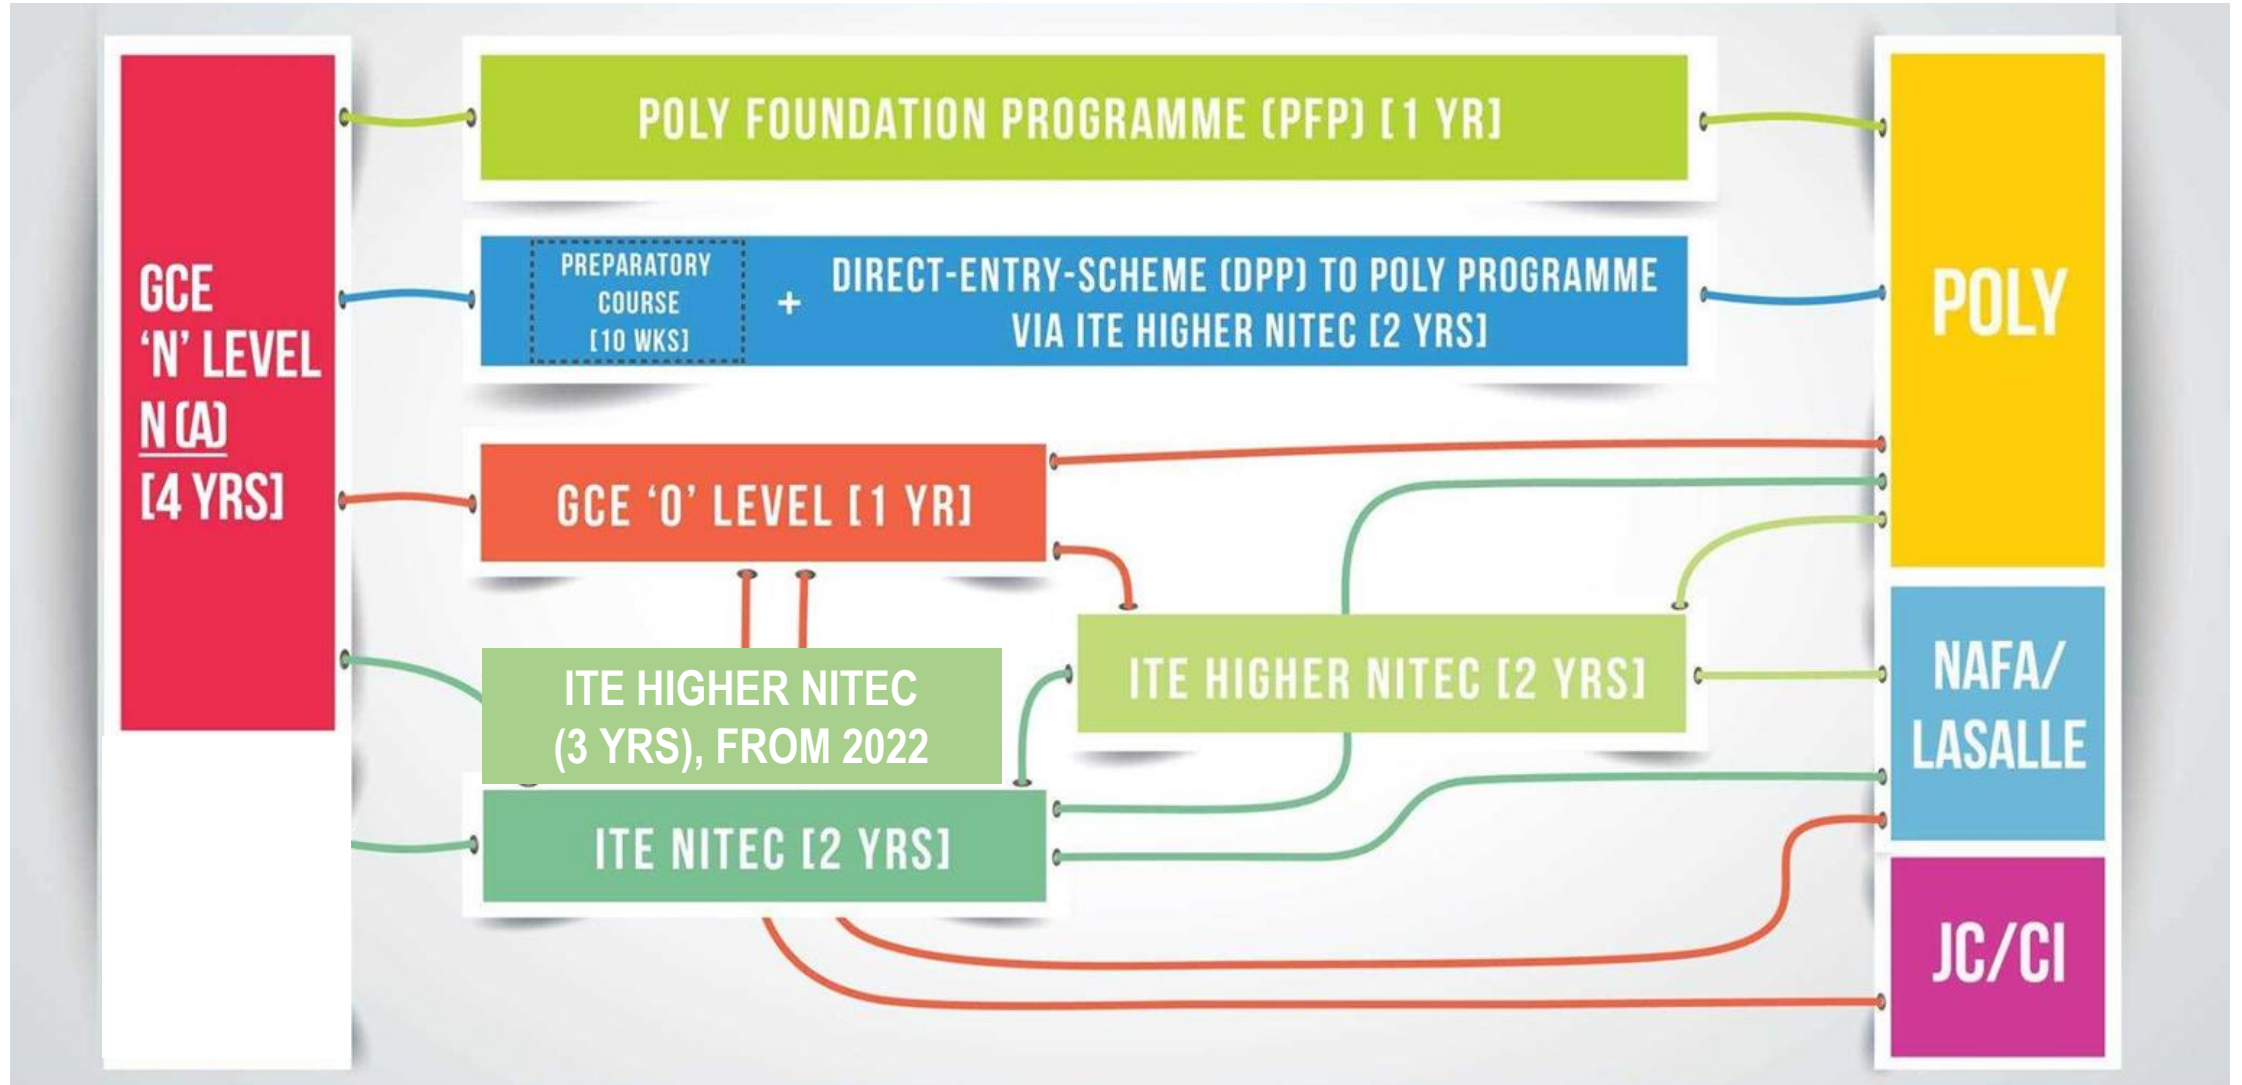 GCE
‘N’ LEVEL
N (A)
[4 YRS]
POLY FOUNDATION PROGRAMME (PFP) [1 YR]
PREPARATORY
COURSE
[10 WKS]
+
DIRECT-ENTRY-SCHEME (DPP) TO POLY PROGRAMME
VIA ITE HIGHER NITEC [2 YRS]
GCE ‘O’ LEVEL [1 YR]
ITE HIGHER NITEC
(3 YRS), FROM 2022
ITE HIGHER NITEC [2 YRS]
ITE NITEC [2 YRS]
POLY
NAFA/
LASALLE
JC/CI